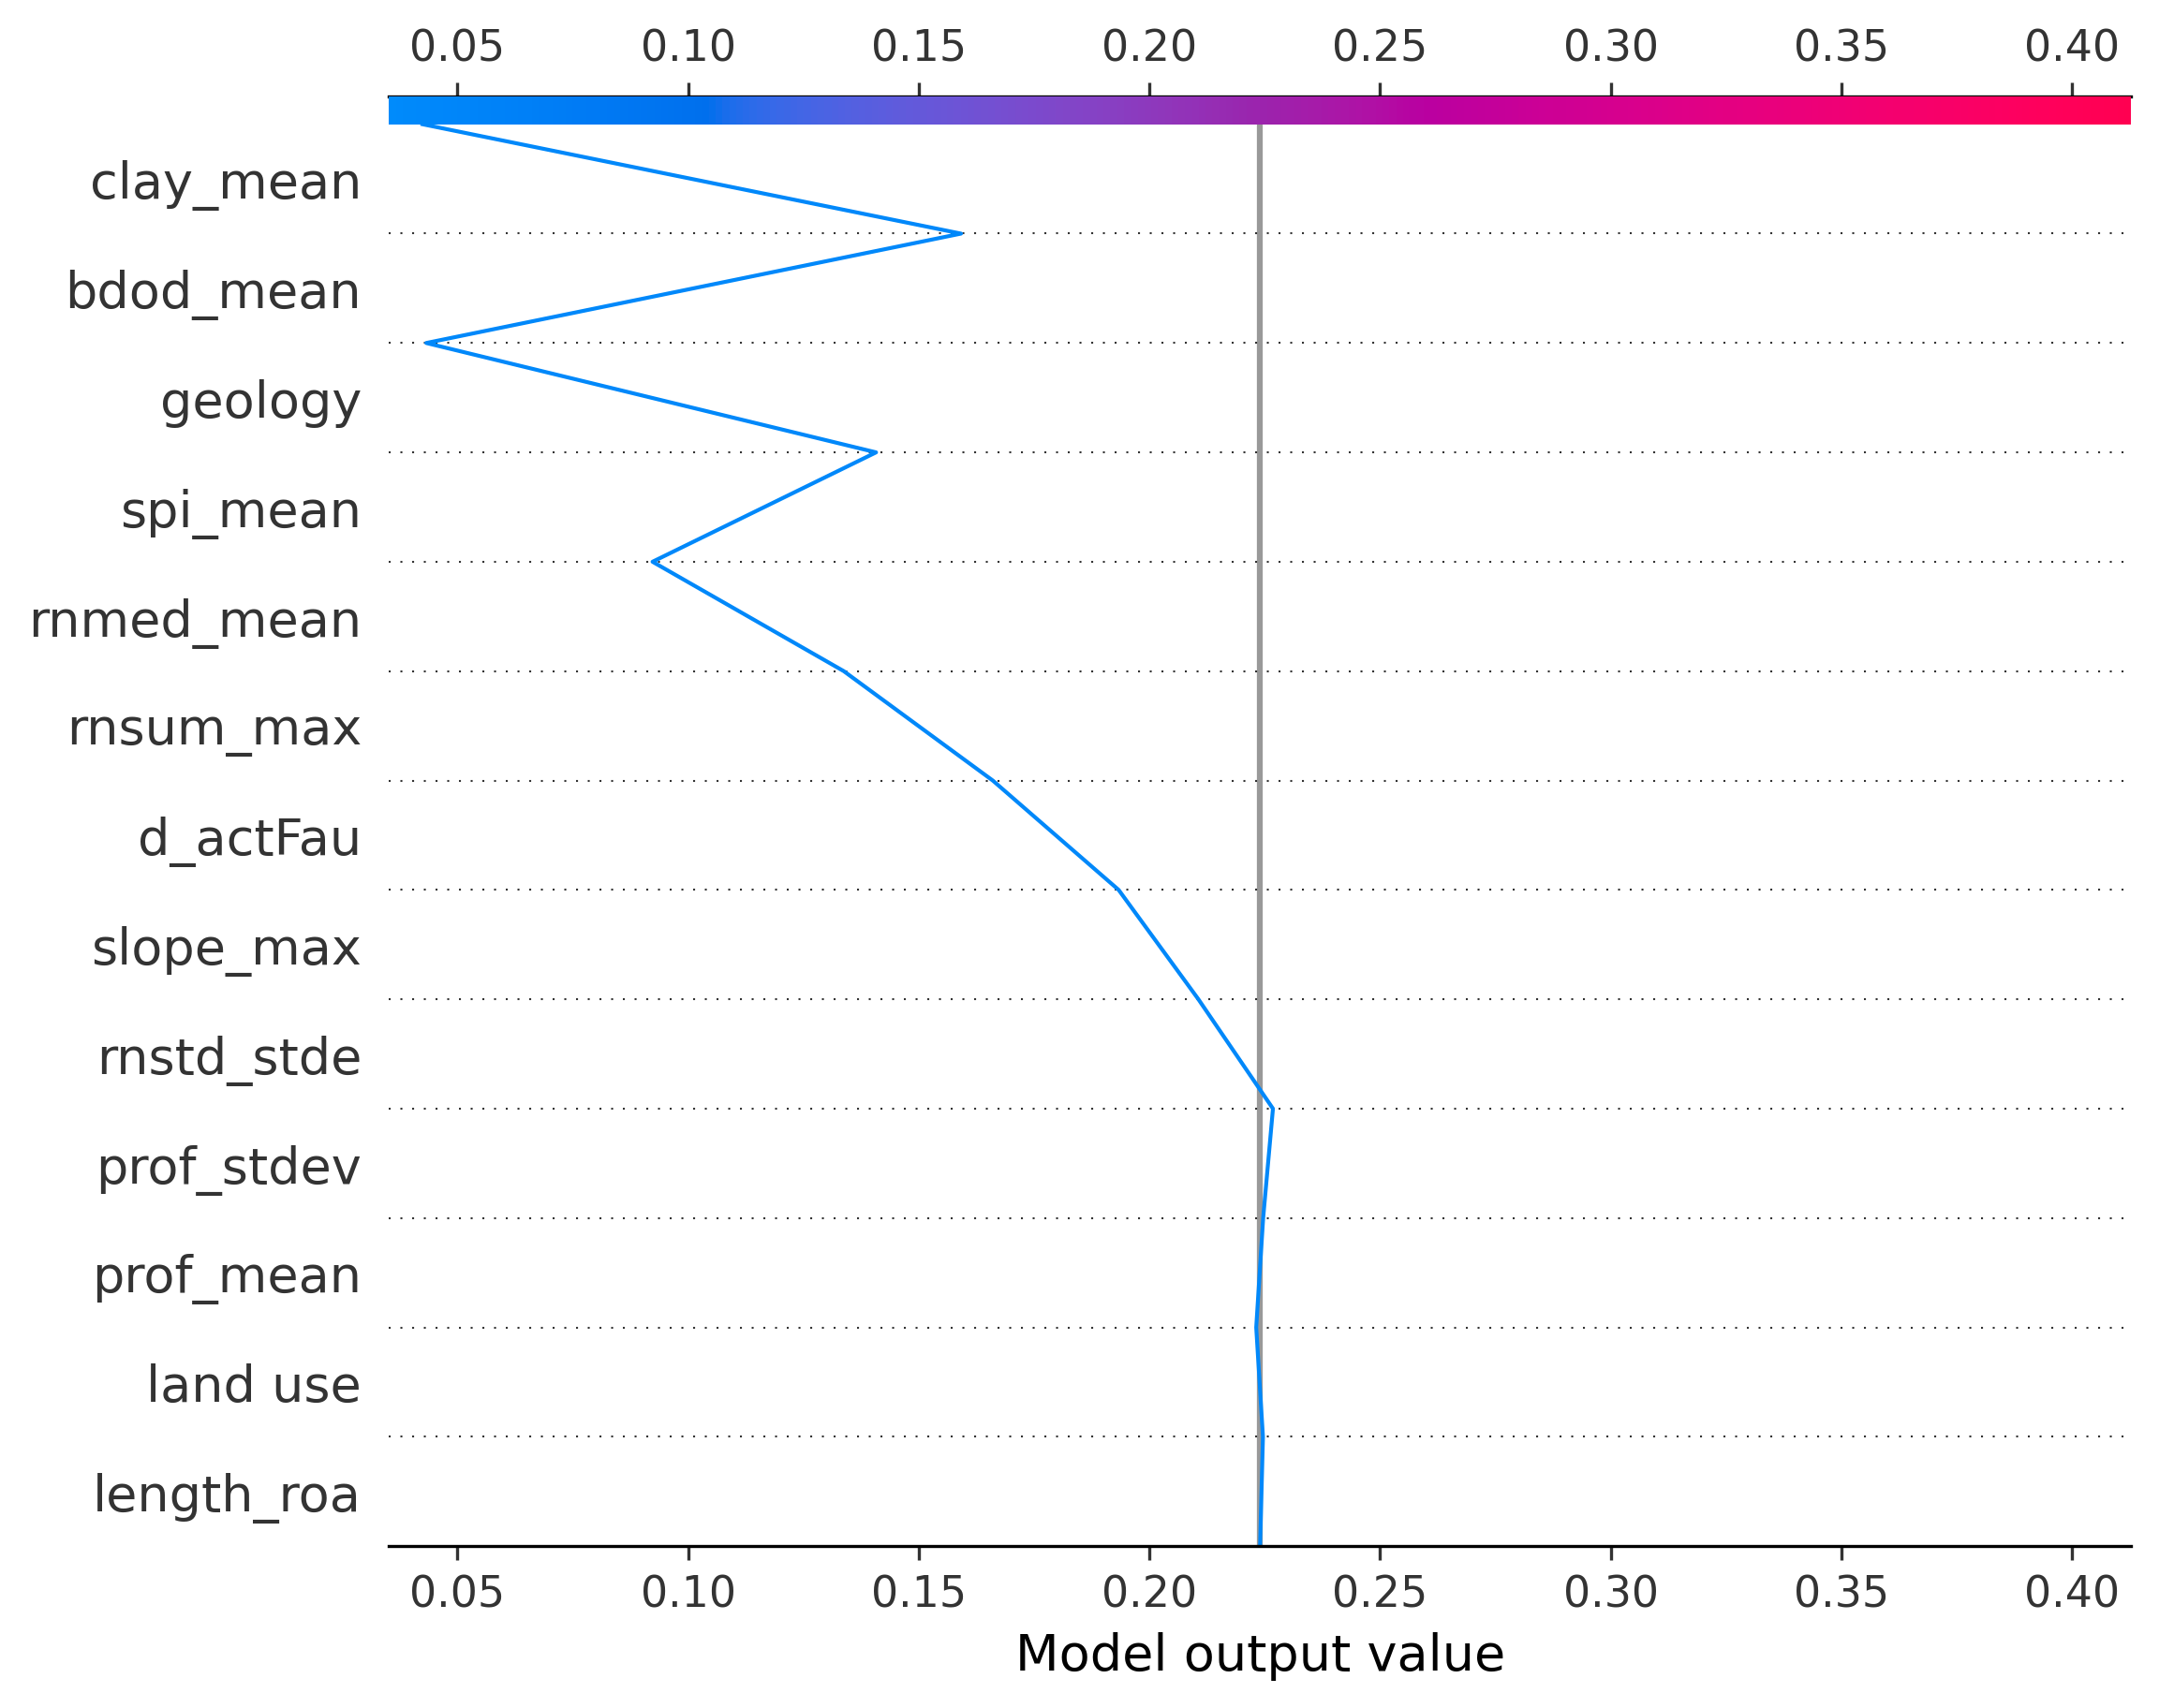 0.05 0.10 0.15 0.20 0.25 0.30 0.35 0.40
clay_mean
bdod_mean
geology
spi_mean
rnmed_mean
rnsum_max
d_actFau
slope_max
rnstd_stde
prof_stdev
prof_mean
land use
length_roa
0.05 0.10 0.15 0.20 0.25 0.30 0.35 0.40
Model output value